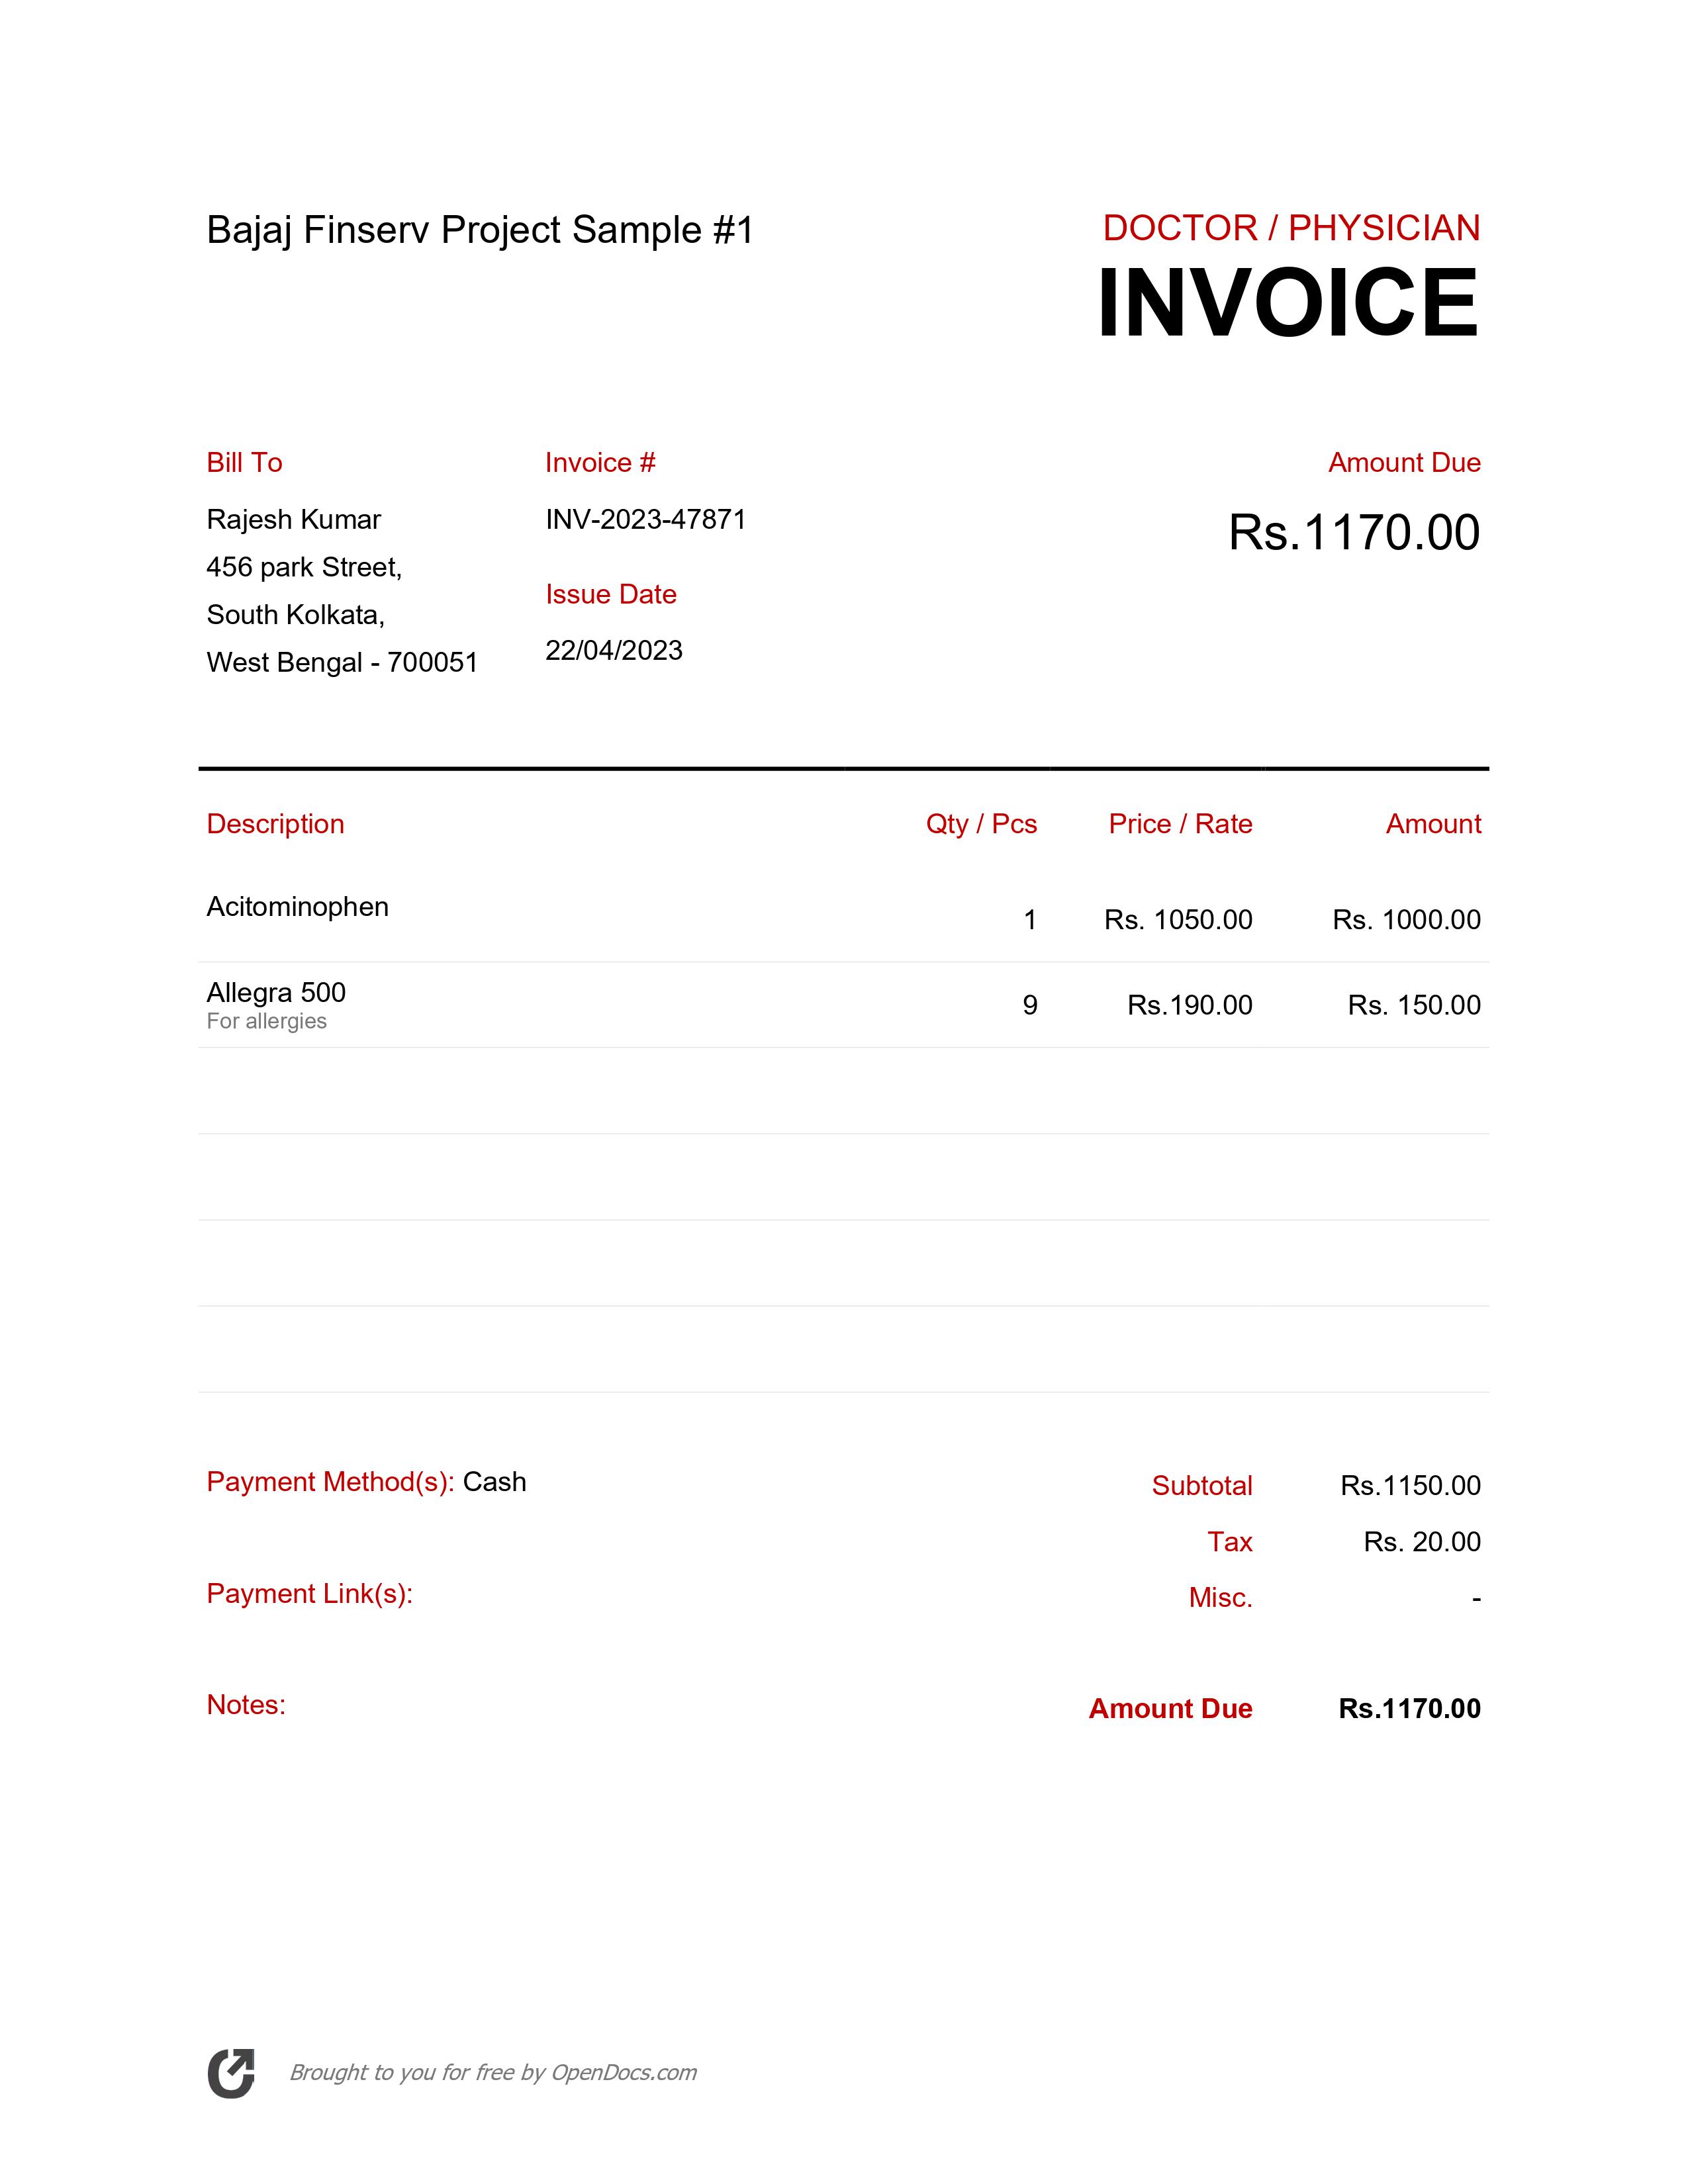 Bajaj Finserv Project Sample #1
DOCTOR / PHYSICIAN
INVOICE
Bill To
Rajesh Kumar
456 park Street,
South Kolkata,
West Bengal - 700051
Invoice #
INV-2023-47871
Issue Date
22/04/2023
Amount Due
Rs.1170.00
Description Qty / Pcs Price / Rate Amount
Acitominophen 1 Rs. 1050.00 Rs. 1000.00
Allegra 500 9 Rs.190.00 Rs. 150.00
For allergies
Payment Method(s): Cash
Payment Link(s):
Notes:
Subtotal Rs.1150.00
Tax Rs. 20.00
Misc. -
Amount Due Rs.1170.00
Brought to you for free by OpenDocs.com